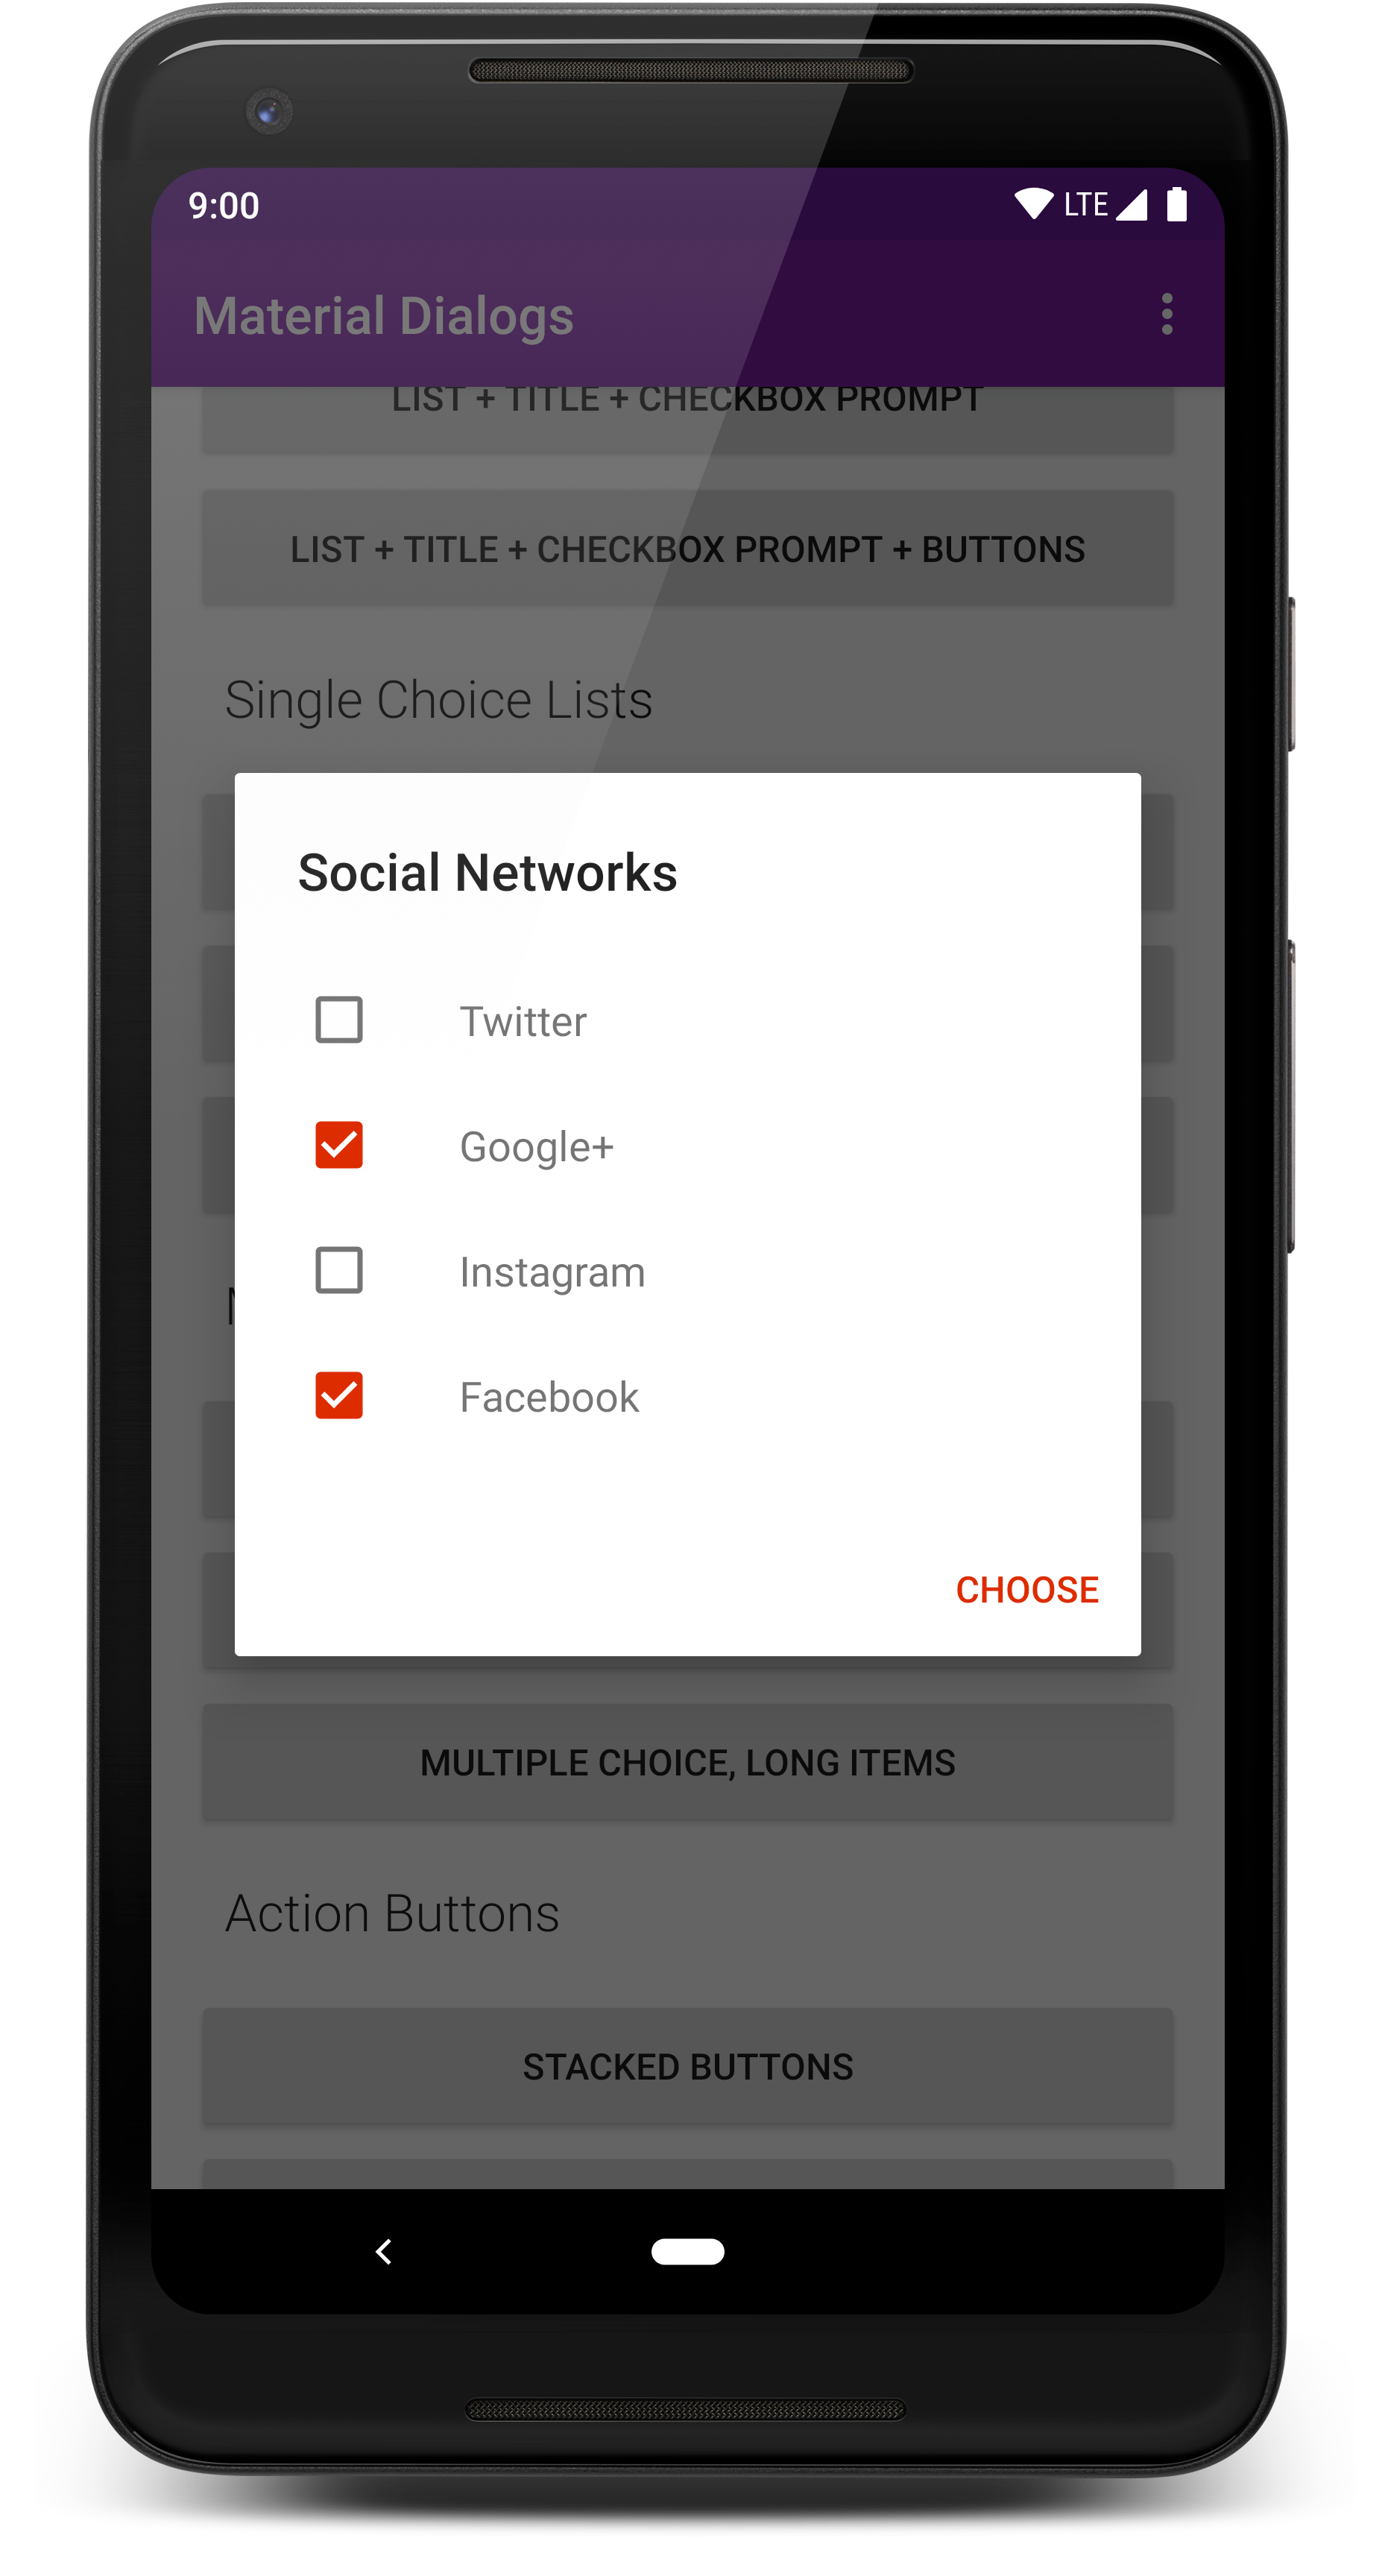 9:00
LTE
Material Dialogs
LIST + TITLE + CHECKBOX PROMPT
LIST + TITLE + CHECKBOX PROMPT + BUTTONS
Single Choice Lists
Social Networks
Twitter
Google+
Instagram
Facebook
CHOOSE
MULTIPLE CHOICE, LONG ITEMS
Action Buttons
STACKED BUTTONS